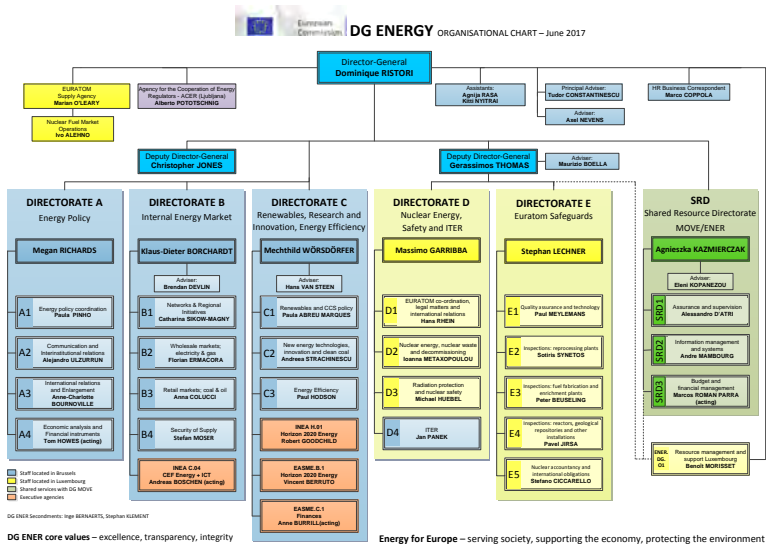 European
Commission
DG ENERGY ORGANISATIONAL CHART – June 2017
Director-General
Dominique RISTORI
EURATOM
Supply Agency
Marian O'LEARY
Nuclear Fuel Market
Operations
Ivo ALEHNO
Agency for the Cooperation of Energy
Regulators - ACER (Ljubljana)
Alberto POTOTSCHNIG
Assistants:
Agnija RASA
Kitti NYITRAI
Principal Adviser:
Tudor CONSTANTINESCU
Adviser:
Axel NEVENS
HR Business Correspondent
Marco COPPOLA
Deputy Director-General
Christopher JONES
Deputy Director-General
Gerassimos THOMAS
Adviser:
Maurizio BOELLA
DIRECTORATE A
Energy Policy
Megan RICHARDS
A1
Energy policy coordination
Paula PINHO
A2
Communication and
Interinstitutional relations
Alejandro ULZURRUN
A3
International relations
and Enlargement
Anne-Charlotte
BOURNOVILLE
A4
Economic analysis and
Financial instruments
Tom HOWES (acting)
DIRECTORATE B
Internal Energy Market
Klaus-Dieter BORCHARDT
Adviser:
Brendan DEVLIN
B1
Networks & Regional
Initiatives
Catharina SIKOW-MAGNY
B2
Wholesale markets;
electricity & gas
Florian ERMACORA
B3
Retail markets; coal & oil
Anna COLUCCI
B4
Security of Supply
Stefan MOSER
INEA C.04
CEF Energy + ICT
Andreas BOSCHEN (acting)
DIRECTORATE C
Renewables, Research and
Innovation, Energy Efficiency
Mechthild WÖRSDÖRFER
Adviser:
Hans VAN STEEN
C1
Renewables and CCS policy
Paula ABREU MARQUES
C2
New energy technologies,
innovation and clean coal
Andreea STRACHINESCU
C3
Energy Efficiency
Paul HODSON
INEA H.01
Horizon 2020 Energy
Robert GOODCHILD
EASME.B.1
Horizon 2020 Energy
Vincent BERRUTO
EASME.C.1
Finances
Anne BURRILL(acting)
DIRECTORATE D
Nuclear Energy,
Safety and ITER
Massimo GARRIBBA
D1
EURATOM co-ordination,
legal matters and
international relations
Hans RHEIN
D2
Nuclear energy, nuclear waste
and decommissioning
Ioanna METAXOPOULOU
D3
Radiation protection
and nuclear safety
Michael HUEBEL
D4
ITER
Jan PANEK
DIRECTORATE E
Euratom Safeguards
Stephan LECHNER
E1
Quality assurance and technology
Paul MEYLEMANS
E2
Inspections: reprocessing plants
Sotiris SYNETOS
E3
Inspections: fuel fabrication and
enrichment plants
Peter BEUSELING
E4
Inspections: reactors, geological
repositories and other
installations
Pavel JIRSA
E5
Nuclear accountancy and
international obligations
Stefano CICCARELLO
SRD
Shared Resource Directorate
MOVE/ENER
Agnieszka KAZMIERCZAK
Adviser:
Eleni KOPANEZOU
SRD1
Assurance and supervision
Alessandro D'ATRI
SRD2
Information management
and systems
Andre MAMBOURG
SRD3
Budget and
financial management
Marcos ROMAN PARRA
(acting)
ENER.
DG.
01
Resource management and
support Luxembourg
Benoît MORISSET
Staff located in Brussels
Staff located in Luxembourg
Shared services with DG MOVE
Executive agencies
DG ENER Secondments: Inge BERNAERTS, Stephan KLEMENT
DG ENER core values – excellence, transparency, integrity
Energy for Europe – serving society, supporting the economy, protecting the environment